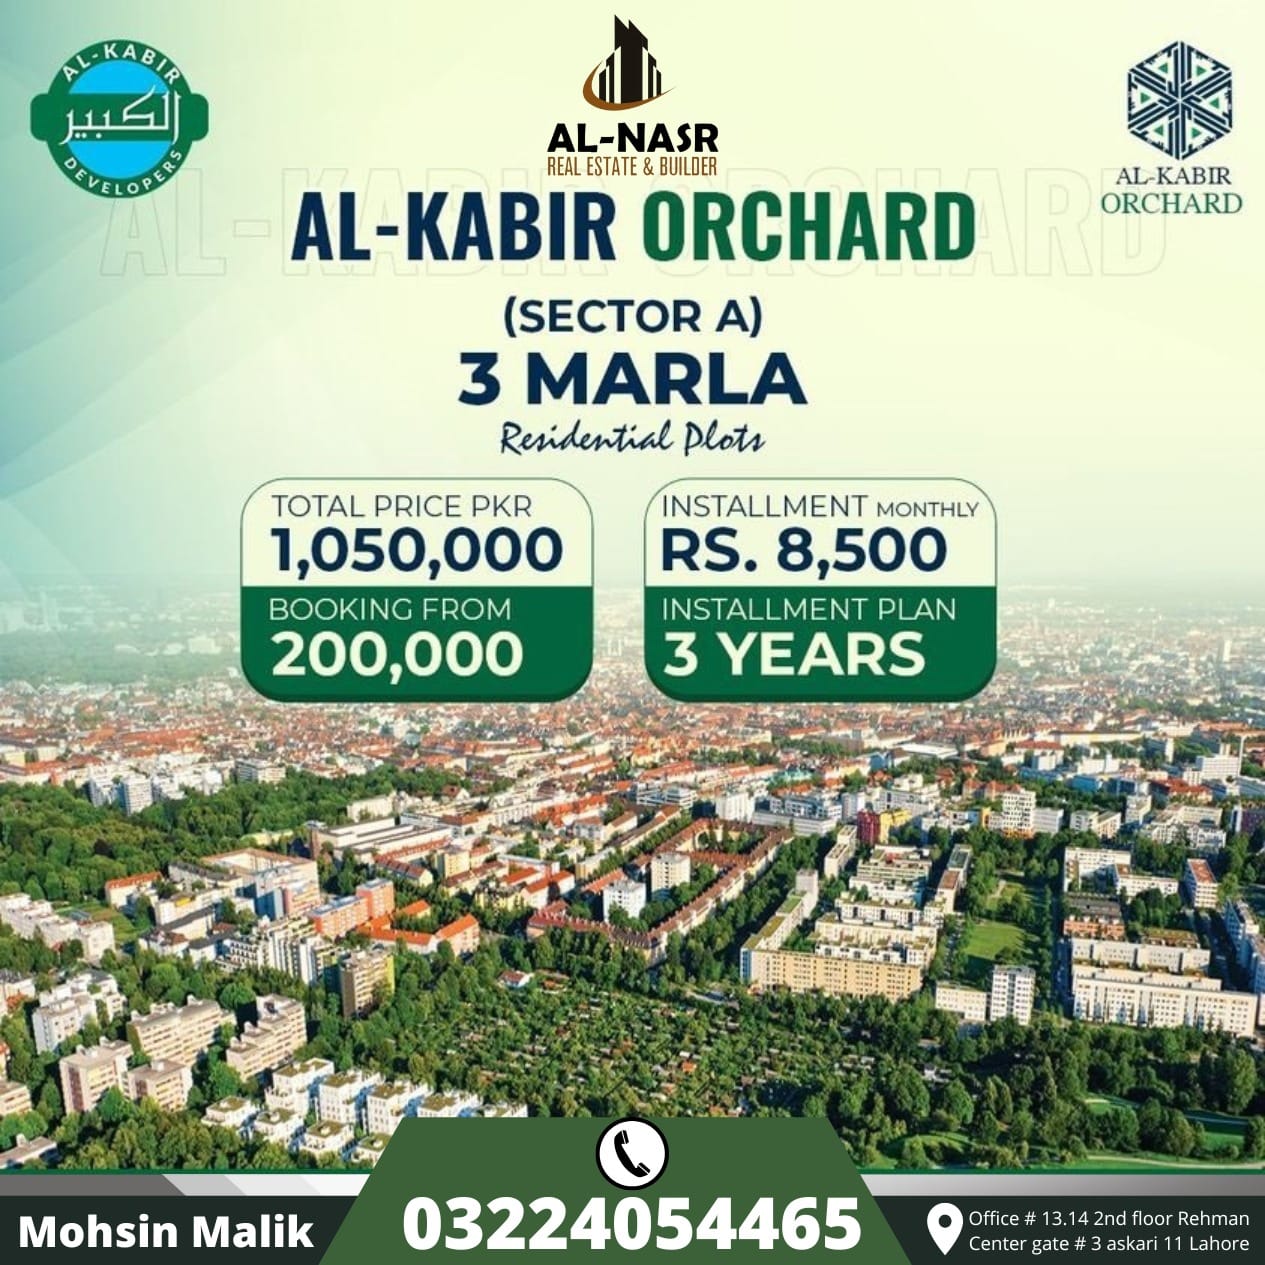 AL-KABIR
الكبير
DEVELOPERS
AL-NASR
REAL ESTATE & BUILDER
AL-KABIR
ORCHARD
AL-KABIR ORCHARD
AL-KABIR ORCHARD
(SECTOR A)
3 MARLA
Residential Plots
TOTAL PRICE PKR
1,050,000
BOOKING FROM
200,000
INSTALLMENT MONTHLY
RS. 8,500
INSTALLMENT PLAN
3 YEARS
Mohsin Malik
03224054465
Office # 13.14 2nd floor Rehman
Center gate # 3 askari 11 Lahore